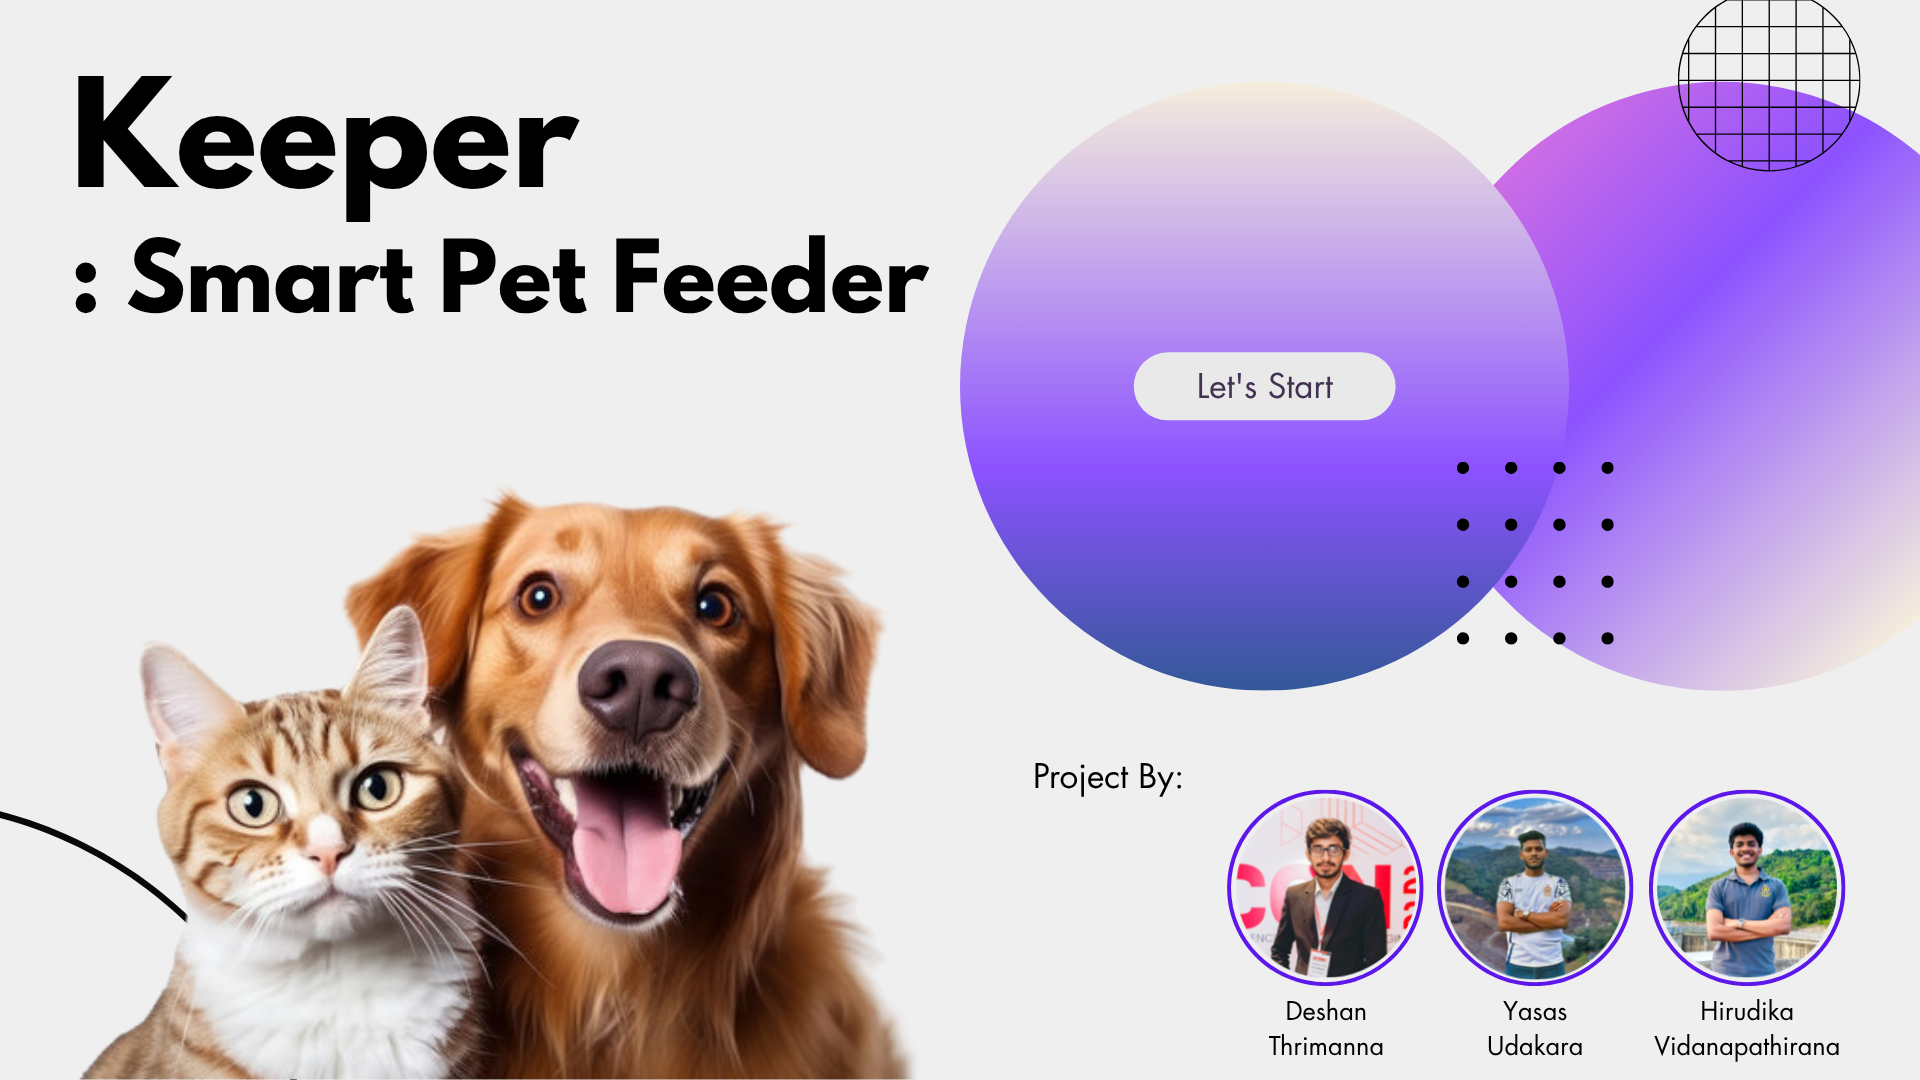 Keeper
: Smart Pet Feeder
Let's Start
Project By:
Deshan
Thrimanna
Yasas
Udakara
Hirudika
Vidanapathirana